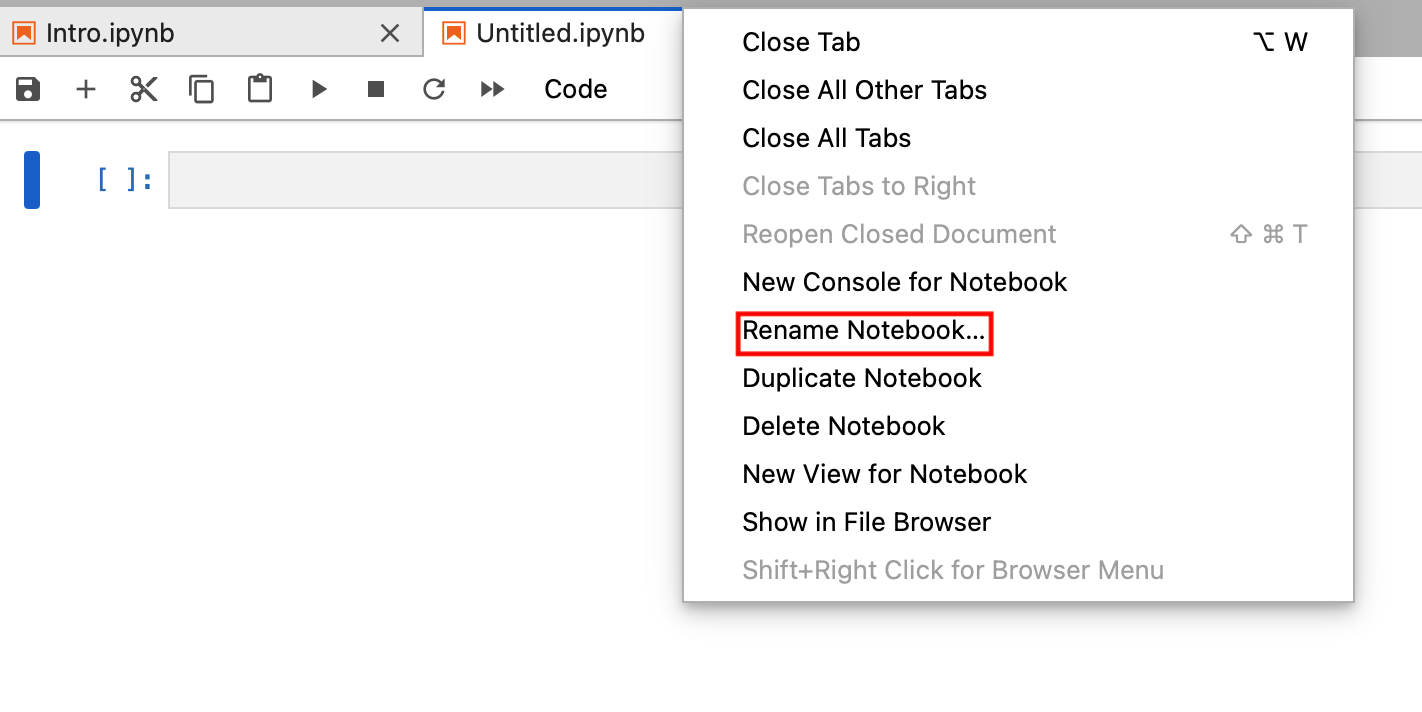 Intro.ipynb
Untitled.ipynb
Code
[ ]:
Close Tab ⌥ W
Close All Other Tabs
Close All Tabs
Close Tabs to Right
Reopen Closed Document ⇧ ⌘ T
New Console for Notebook
Rename Notebook…
Duplicate Notebook
Delete Notebook
New View for Notebook
Show in File Browser
Shift+Right Click for Browser Menu